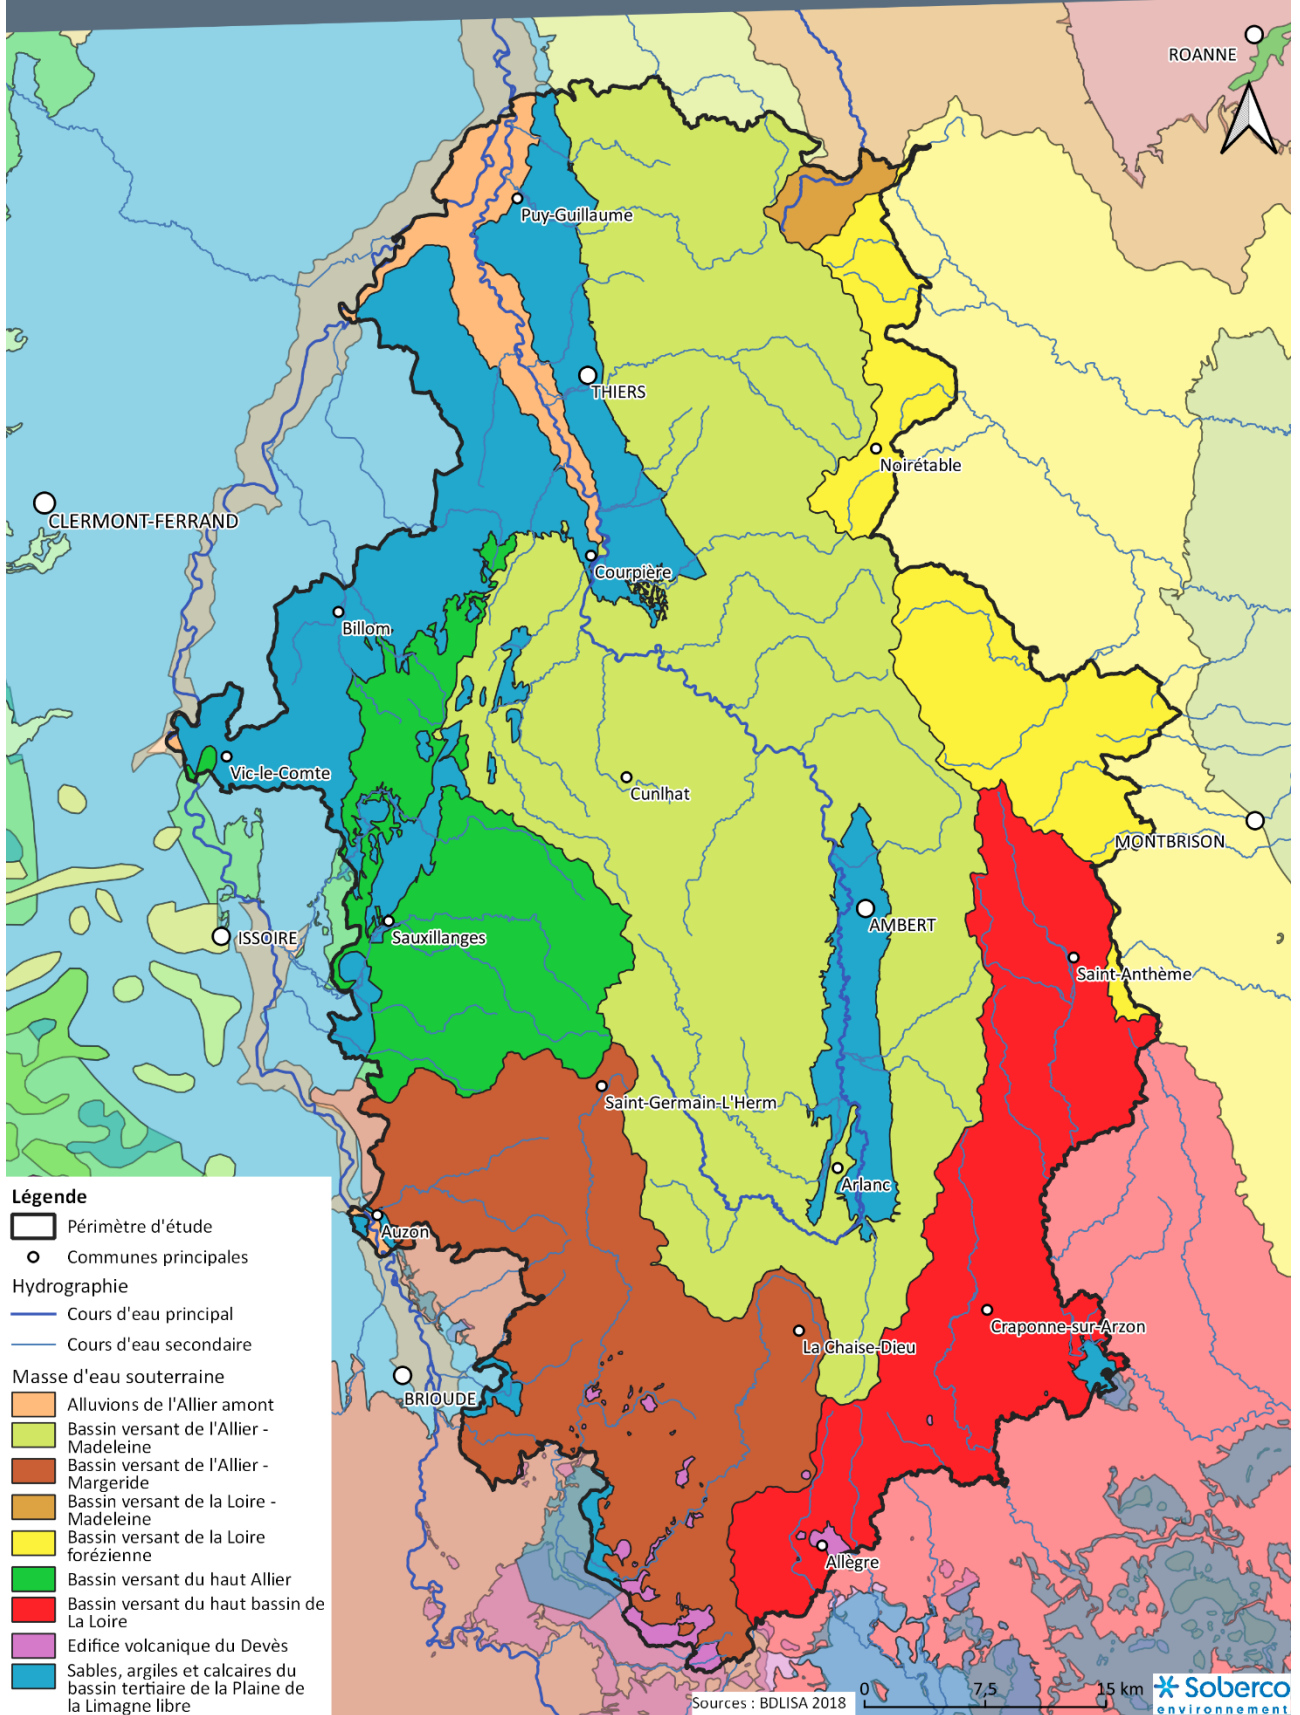 ROANNE
Puy-Guillaume
THIERS
Noirétable
CLERMONT-FERRAND
Courpière
Billom
Vic-le-Comte
Cunlhat
MONTBRISON
AMBERT
ISSOIRE
Sauxillanges
Saint-Anthème
Saint-Germain-L'Herm
Arlanc
Auzon
Craponne-sur-Arzon
La Chaise-Dieu
BRIOUDE
Allègre
Légende
Périmètre d'étude
Communes principales
Hydrographie
Cours d'eau principal
Cours d'eau secondaire
Masse d'eau souterraine
Alluvions de l'Allier amont
Bassin versant de l'Allier -
Madeleine
Bassin versant de l'Allier -
Margeride
Bassin versant de la Loire -
Madeleine
Bassin versant de la Loire
forézienne
Bassin versant du haut Allier
Bassin versant du haut bassin de
La Loire
Edifice volcanique du Devès
Sables, argiles et calcaires du
bassin tertiaire de la Plaine de
la Limagne libre
Sources : BDLISA 2018
0 7,5 15 km
Soberco
environnement